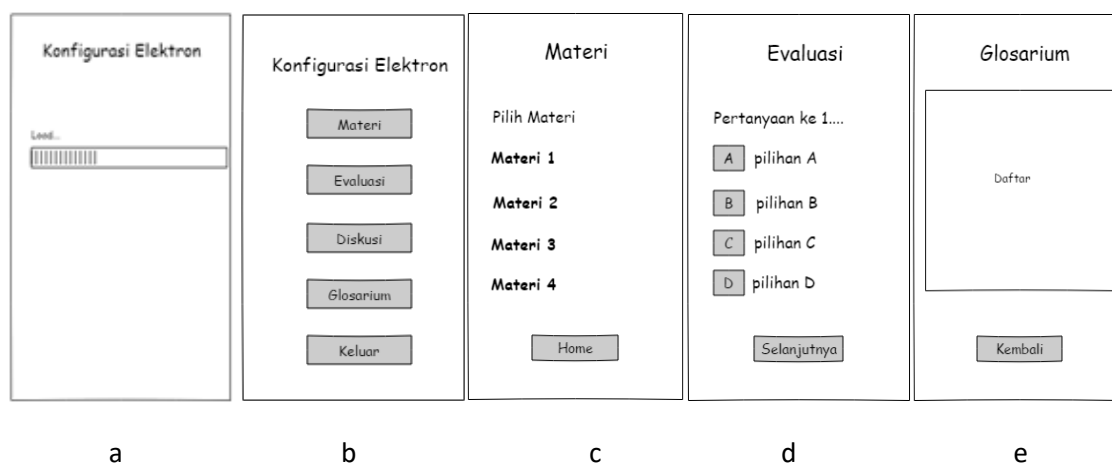 Konfigurasi Elektron
Load...
Konfigurasi Elektron
Materi
Evaluasi
Diskusi
Glosarium
Keluar
Materi
Pilih Materi
Materi 1
Materi 2
Materi 3
Materi 4
Home
Evaluasi
Pertanyaan ke 1....
A pilihan A
B pilihan B
C pilihan C
D pilihan D
Selanjutnya
Glosarium
Daftar
Kembali
a b c d e